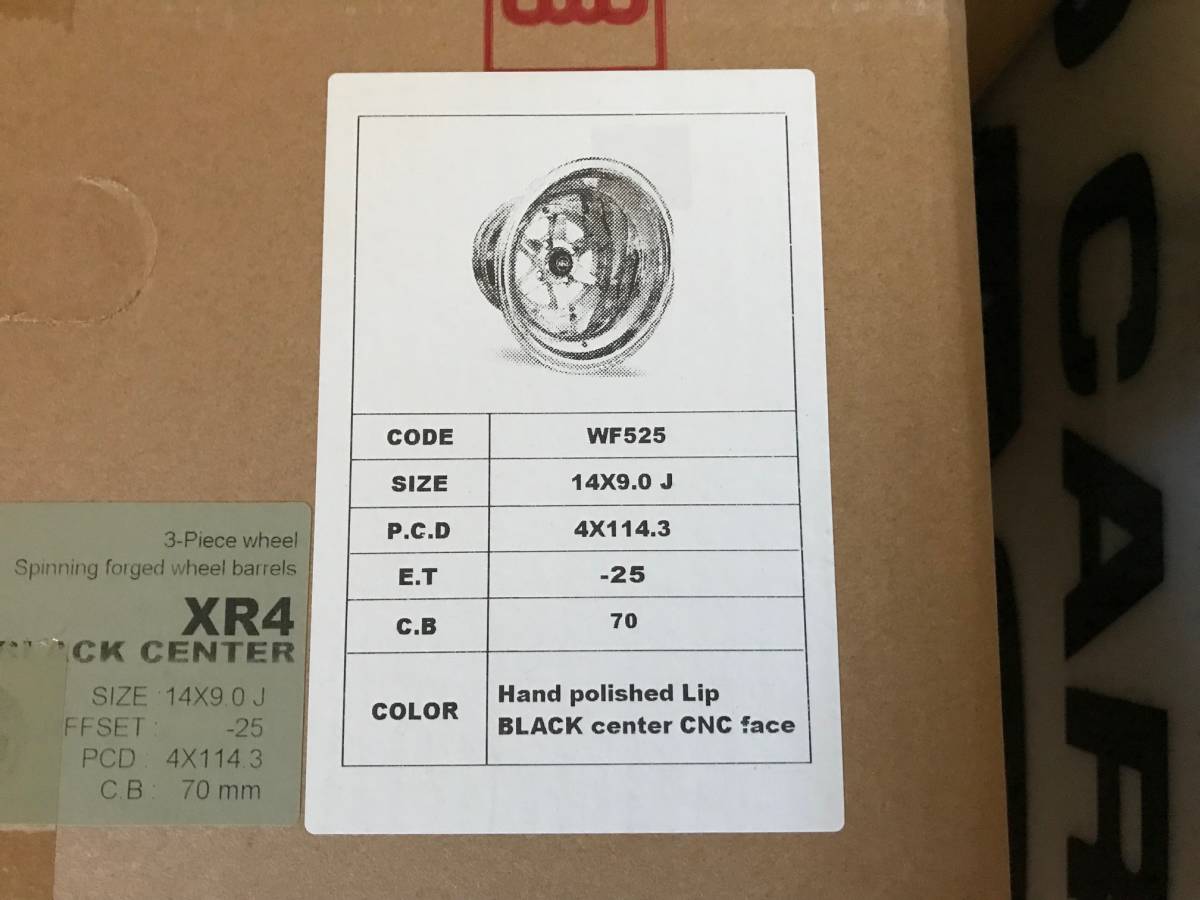 CODE WF525
SIZE 14X9.0 J
P.C.D 4X114.3
E.T -25
C.B 70
COLOR Hand polished Lip
BLACK center CNC face
3-Piece wheel
Spinning forged wheel barrels
XR4
CK CENTER
SIZE : 14X9.0 J
FFSET : -25
PCD : 4X114.3
C.B : 70 mm
CAR